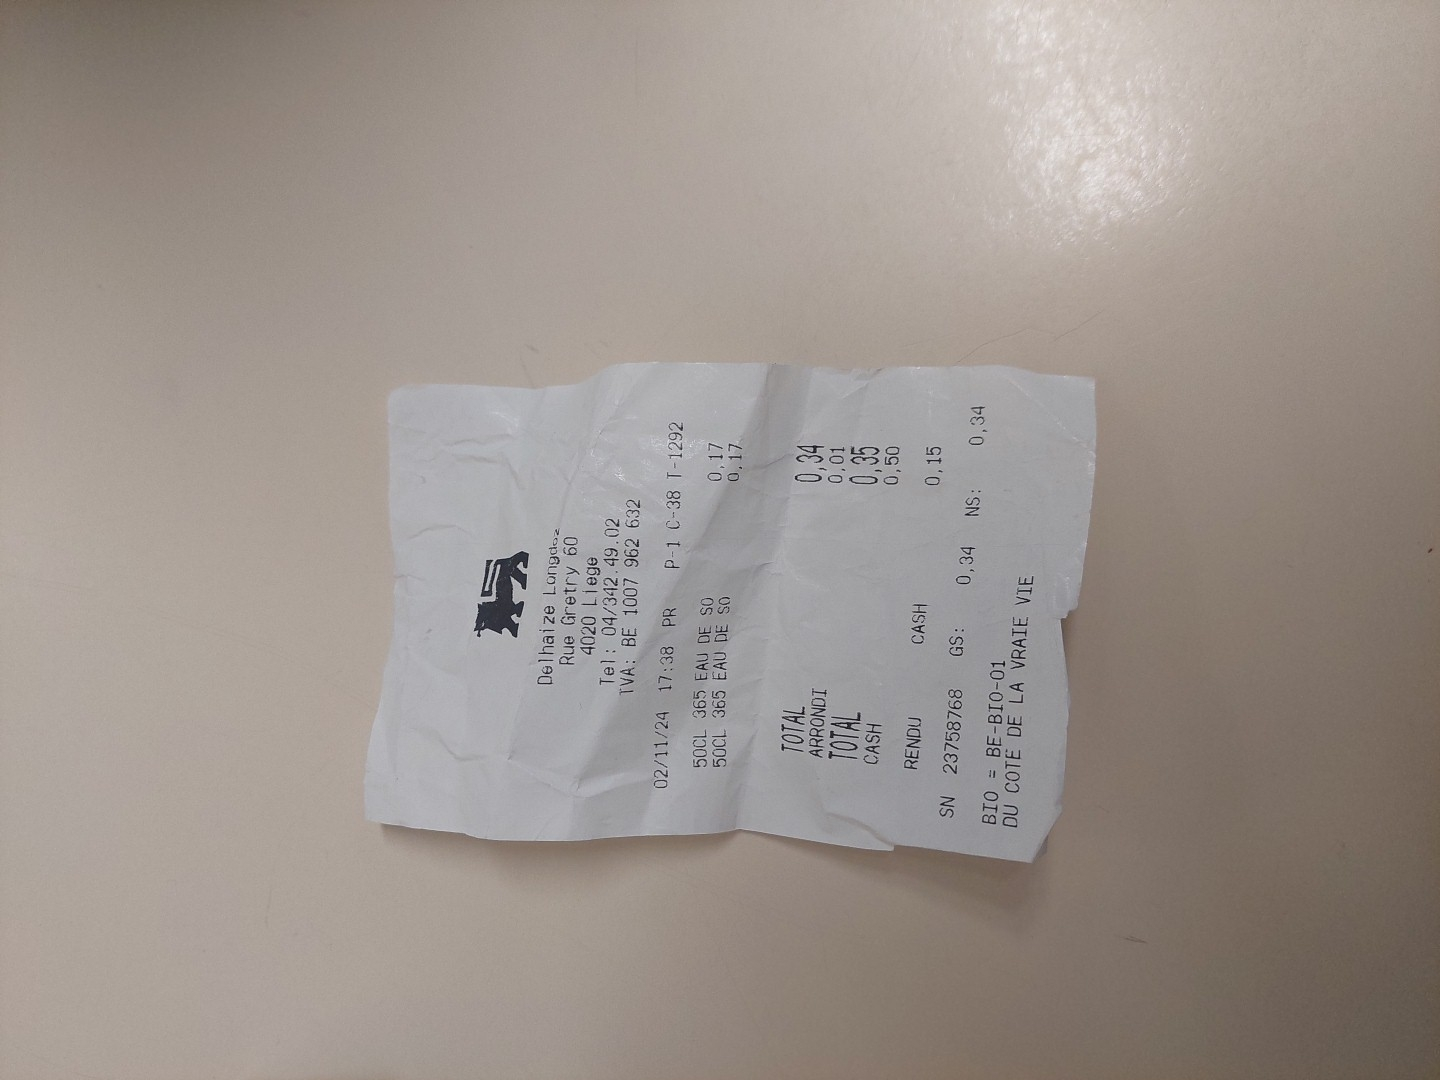 Delhaize Longdoz
Rue Gretry 60
4020 Liege
Tel: 04/342.49.02
TVA: BE 1007 962 632
02/11/24 17:38 PR P-1 C-38 T-1292
50CL 365 EAU DE SO 0,17
50CL 365 EAU DE SO 0,17
TOTAL 0,34
ARRONDI 0,01
TOTAL 0,35
CASH 0,50
RENDU CASH 0,15
SN 23758768 GS: 0,34 NS: 0,34
BIO = BE-BIO-01
DU COTE DE LA VRAIE VIE